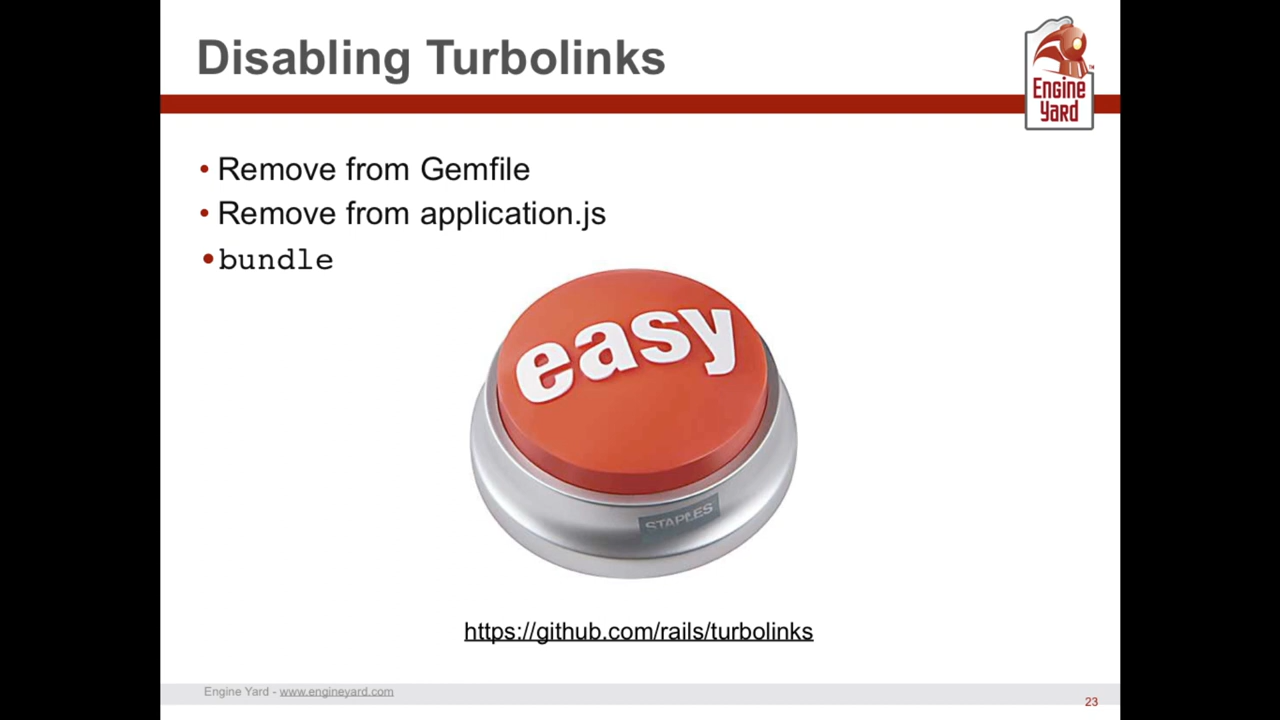 Disabling Turbolinks
Engine
Yard
• Remove from Gemfile
• Remove from application.js
• bundle
easy
STAPLES
https://github.com/rails/turbolinks
Engine Yard - www.engineyard.com
23